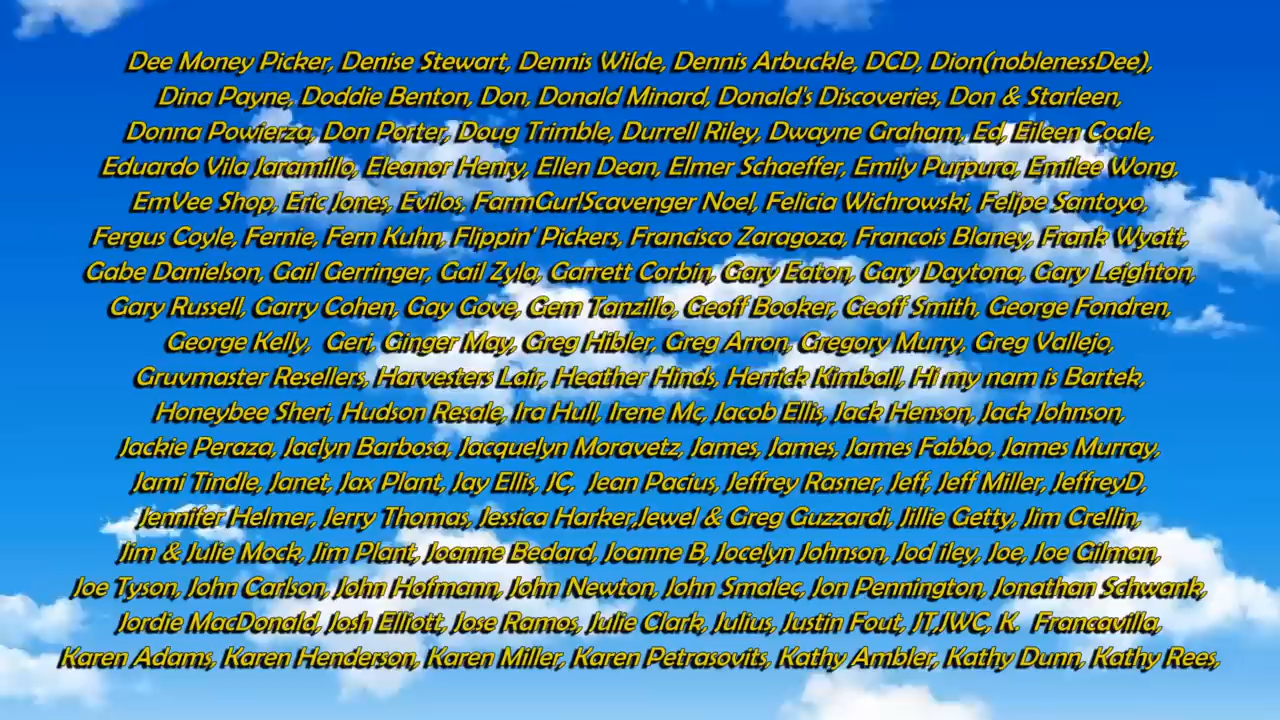 Dee Money Picker, Denise Stewart, Dennis Wilde, Dennis Arbuckle, DCD, Dion(noblenessDee),
Dina Payne, Doddie Benton, Don, Donald Minard, Donald's Discoveries, Don & Starleen,
Donna Powierza, Don Porter, Doug Trimble, Durrell Riley, Dwayne Graham, Ed, Eileen Coale,
Eduardo Vila Jaramillo, Eleanor Henry, Ellen Dean, Elmer Schaeffer, Emily Purpura, Emilee Wong,
EmVee Shop, Eric Jones, Evilos, FarmGurlScavenger Noel, Felicia Wichrowski, Felipe Santoyo,
Fergus Coyle, Fernie, Fern Kuhn, Flippin' Pickers, Francisco Zaragoza, Francois Blaney, Frank Wyatt,
Gabe Danielson, Gail Gerringer, Gail Zyla, Garrett Corbin, Gary Eaton, Gary Daytona, Gary Leighton,
Gary Russell, Garry Cohen, Gay Gove, Gem Tanzillo, Geoff Booker, Geoff Smith, George Fondren,
George Kelly,  Geri, Ginger May, Greg Hibler, Greg Arron, Gregory Murry, Greg Vallejo,
Gruvmaster Resellers, Harvesters Lair, Heather Hinds, Herrick Kimball, Hi my nam is Bartek,
Honeybee Sheri, Hudson Resale, Ira Hull, Irene Mc, Jacob Ellis, Jack Henson, Jack Johnson,
Jackie Peraza, Jaclyn Barbosa, Jacquelyn Moravetz, James, James, James Fabbo, James Murray,
Jami Tindle, Janet, Jax Plant, Jay Ellis, JC,  Jean Pacius, Jeffrey Rasner, Jeff, Jeff Miller, JeffreyD,
Jennifer Helmer, Jerry Thomas, Jessica Harker,Jewel & Greg Guzzardi, Jillie Getty, Jim Crellin,
Jim & Julie Mock, Jim Plant, Joanne Bedard, Joanne B, Jocelyn Johnson, Jod iley, Joe, Joe Gilman,
Joe Tyson, John Carlson, John Hofmann, John Newton, John Smalec, Jon Pennington, Jonathan Schwank,
Jordie MacDonald, Josh Elliott, Jose Ramos, Julie Clark, Julius, Justin Fout, JT,JWC, K.  Francavilla,
Karen Adams, Karen Henderson, Karen Miller, Karen Petrasovits, Kathy Ambler, Kathy Dunn, Kathy Rees,